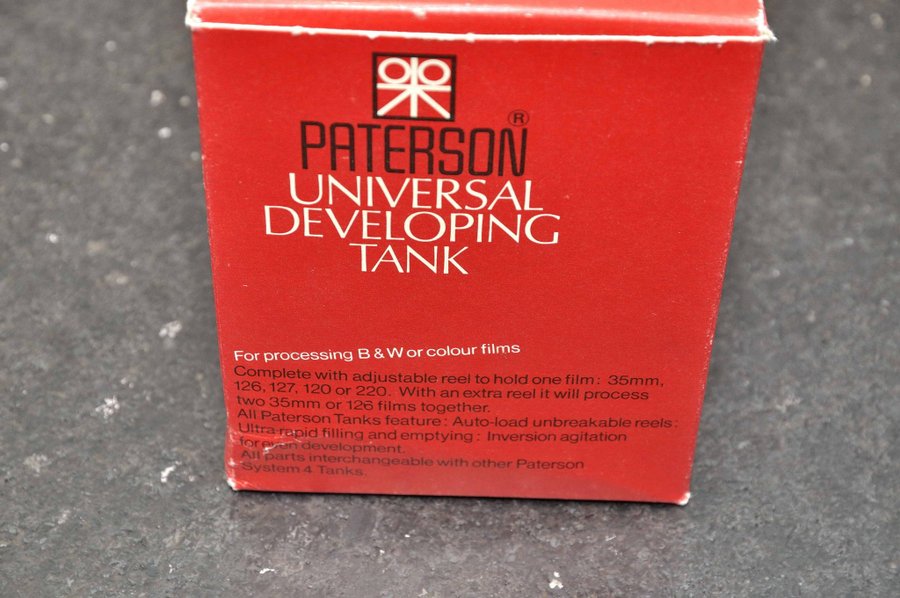 PATERSON®
UNIVERSAL
DEVELOPING
TANK
For processing B & W or colour films
Complete with adjustable reel to hold one film: 35mm,
126, 127, 120 or 220. With an extra reel it will process
two 35mm or 126 films together.
All Paterson Tanks feature: Auto-load unbreakable reels:
Ultra-rapid filling and emptying: Inversion agitation
for even development.
All parts interchangeable with other Paterson
System 4 Tanks.